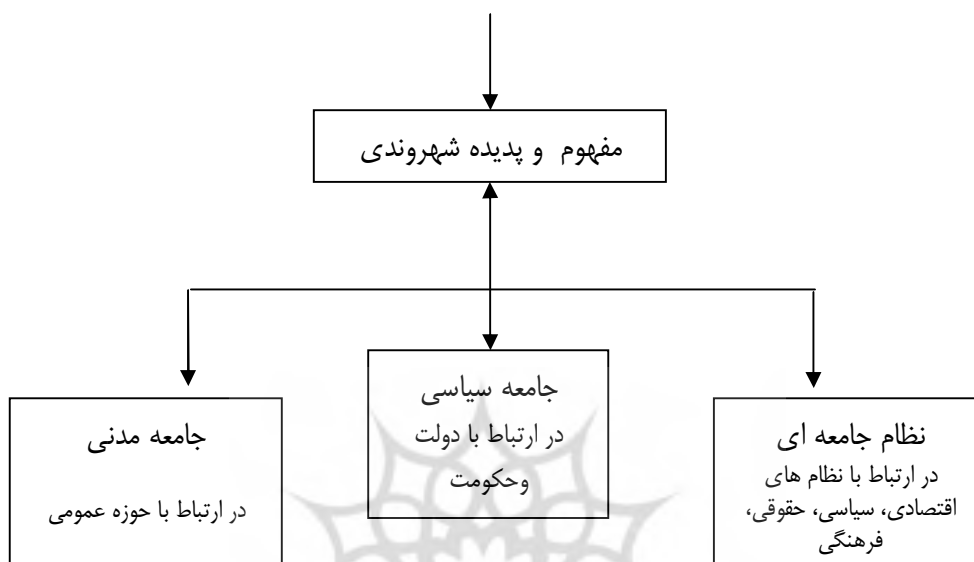 مفهوم و پدیده شهروندی
نظام جامعه ای
در ارتباط با نظام های
اقتصادی، سیاسی، حقوقی،
فرهنگی
جامعه سیاسی
در ارتباط با دولت
وحکومت
جامعه مدنی
در ارتباط با حوزه عمومی